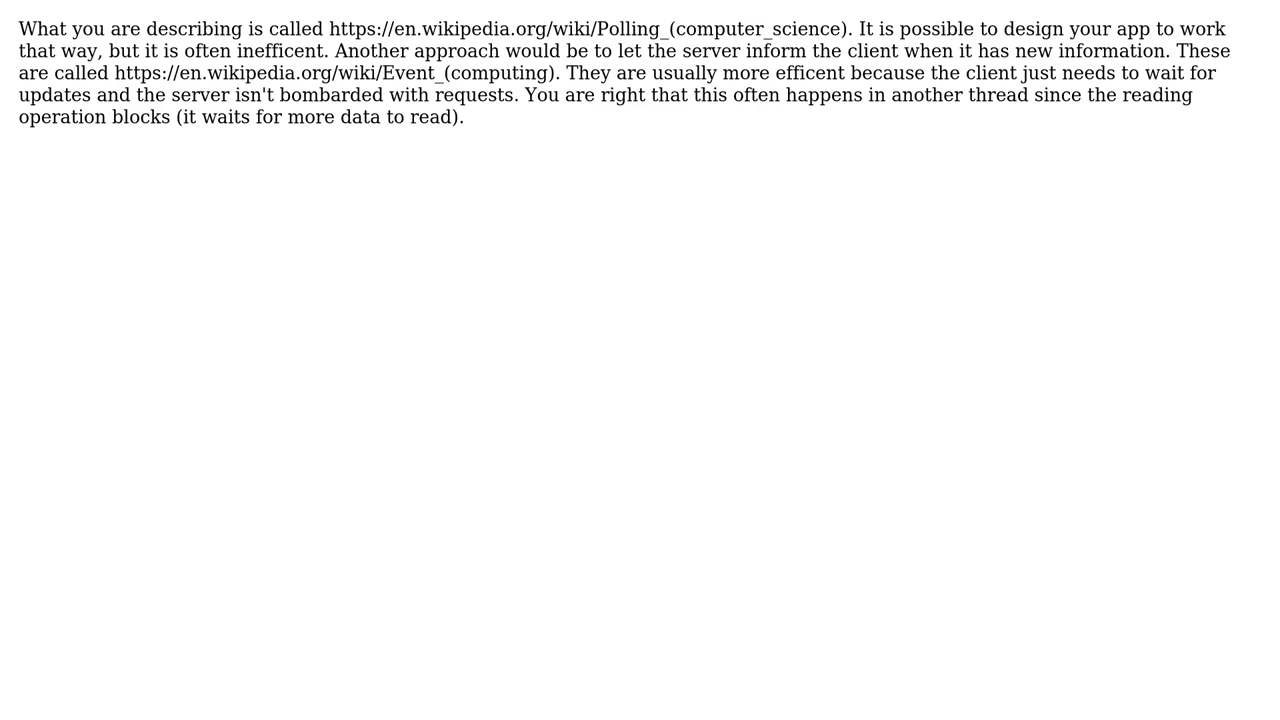 What you are describing is called https://en.wikipedia.org/wiki/Polling_(computer_science). It is possible to design your app to work
that way, but it is often inefficent. Another approach would be to let the server inform the client when it has new information. These
are called https://en.wikipedia.org/wiki/Event_(computing). They are usually more efficent because the client just needs to wait for
updates and the server isn't bombarded with requests. You are right that this often happens in another thread since the reading
operation blocks (it waits for more data to read).